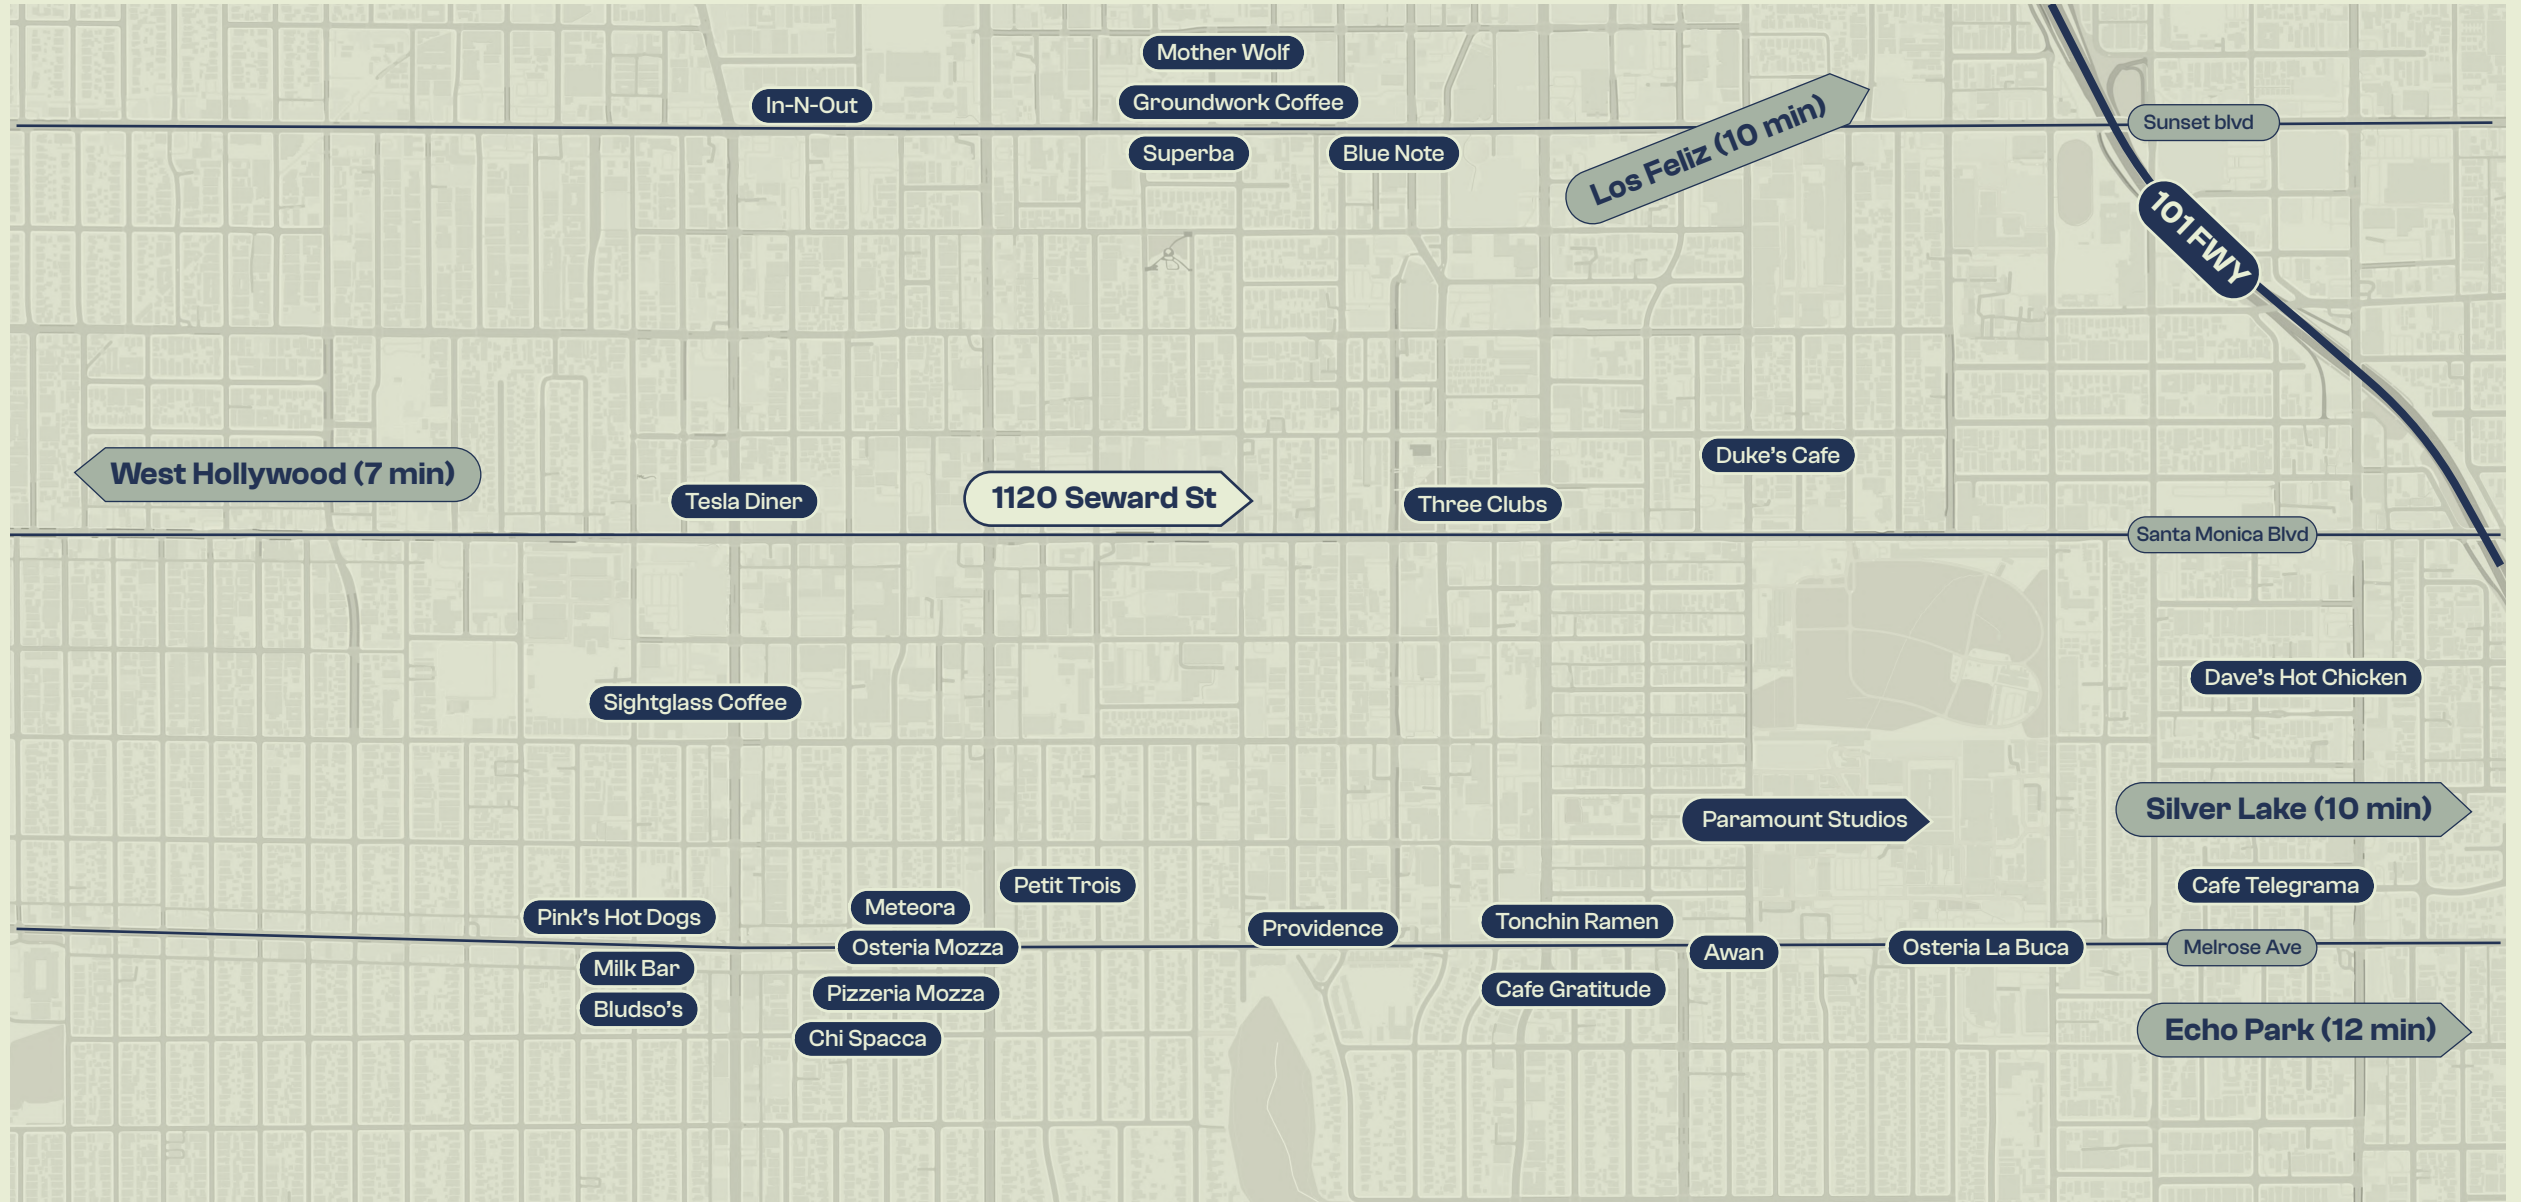 Mother Wolf
In-N-Out
Groundwork Coffee
Sunset blvd
Los Feliz (10 min)
Superba
Blue Note
101 FWY
Duke's Cafe
West Hollywood (7 min)
Tesla Diner
1120 Seward St
Three Clubs
Santa Monica Blvd
Dave's Hot Chicken
Sightglass Coffee
Silver Lake (10 min)
Paramount Studios
Petit Trois
Cafe Telegrama
Meteora
Pink's Hot Dogs
Tonchin Ramen
Providence
Osteria Mozza
Awan
Osteria La Buca
Melrose Ave
Milk Bar
Pizzeria Mozza
Cafe Gratitude
Bludso's
Echo Park (12 min)
Chi Spacca